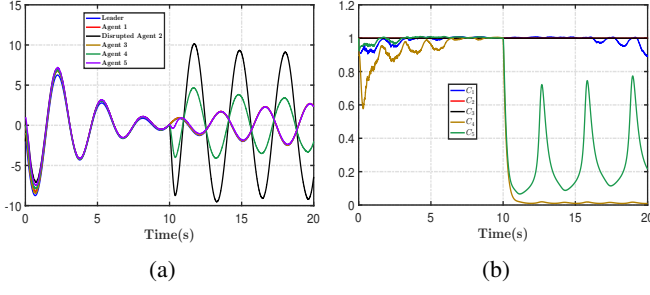 15
10
5
0
-5
-10
0
5
10
15
20
Time(s)
Leader
Agent 1
Disrupted Agent 2
Agent 3
Agent 4
Agent 5
(a)
1.2
1
0.8
0.6
0.4
0.2
0
0
5
10
15
20
Time(s)
C1
C2
C3
C4
C5
(b)